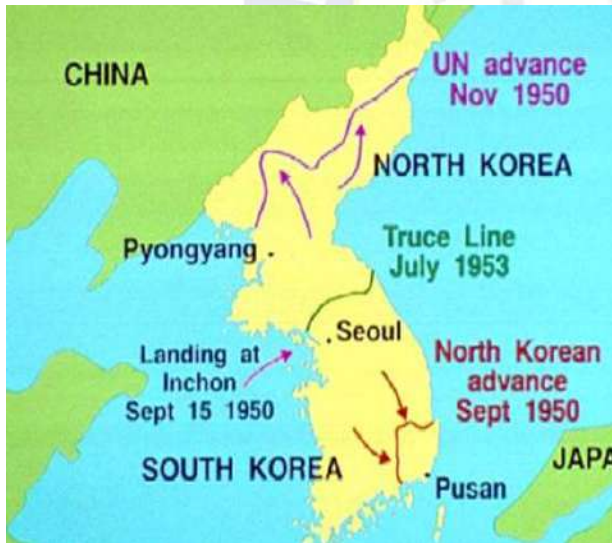 CHINA
UN advance
Nov 1950
NORTH KOREA
Pyongyang
Truce Line
July 1953
Seoul
Landing at
Inchon
Sept 15 1950
North Korean
advance
Sept 1950
SOUTH KOREA
JAPA
Pusan